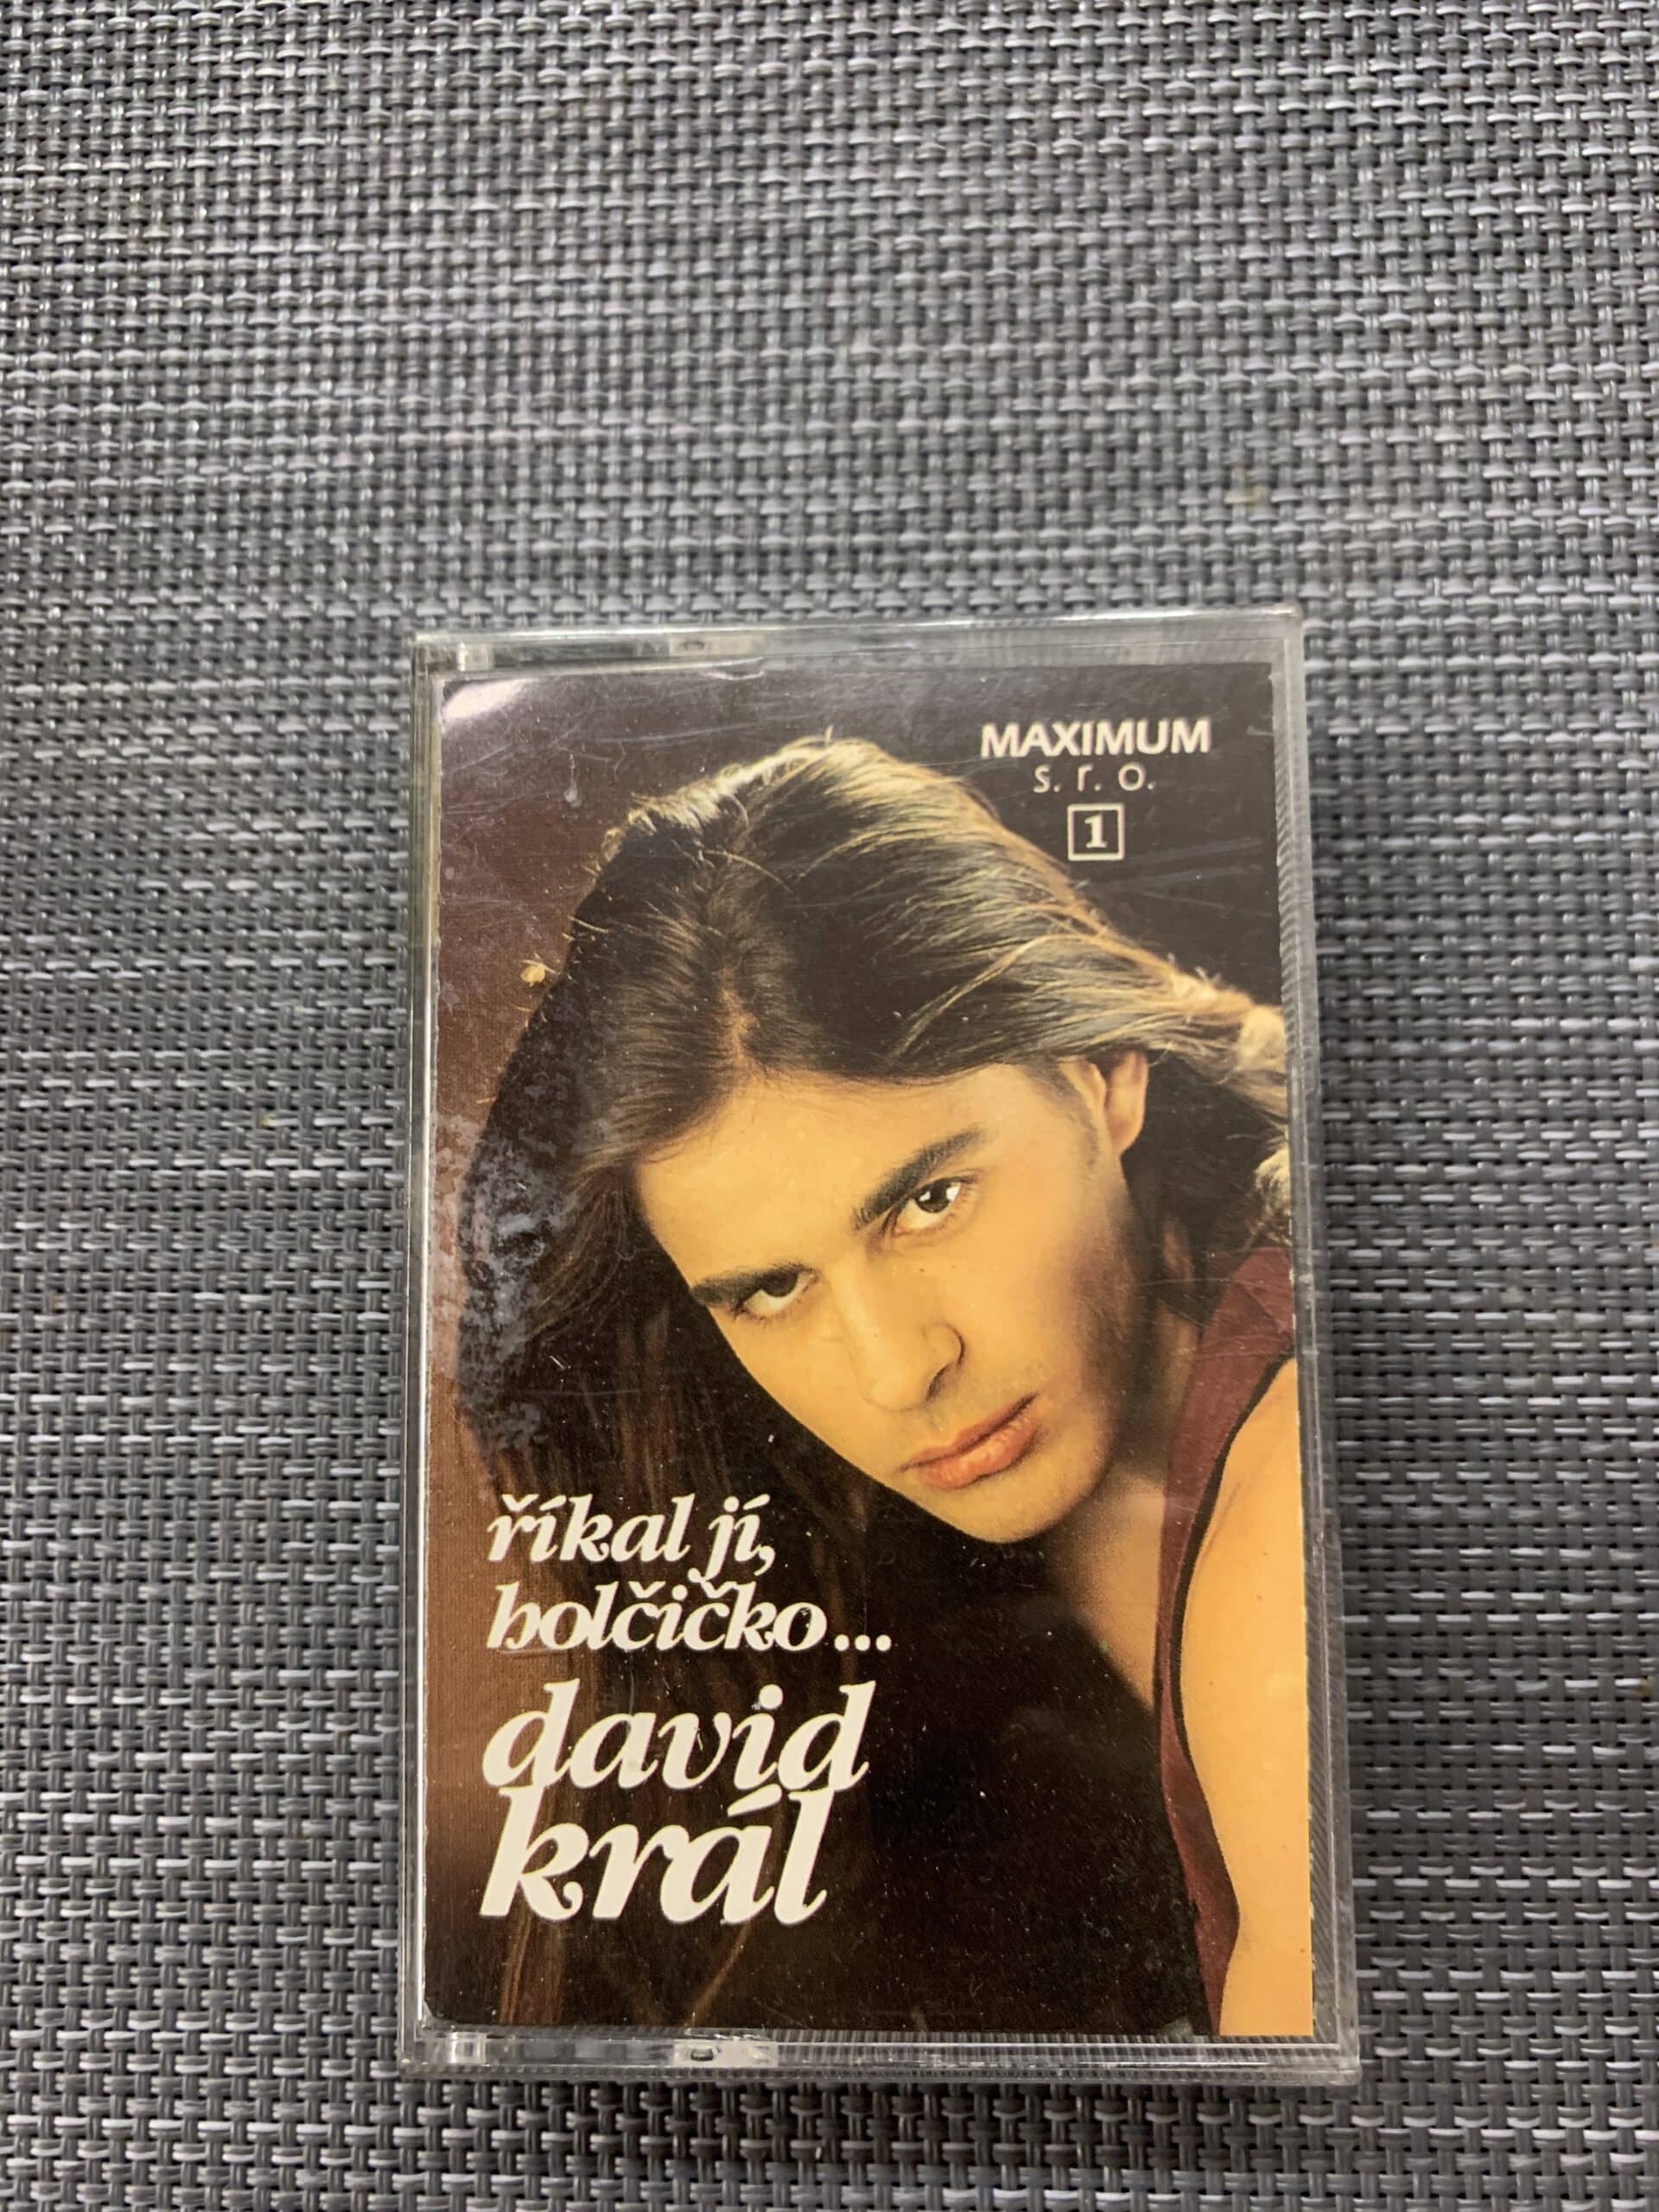 MAXIMUM
s. r. o.
1
říkal jí,
holčičko...
david
král